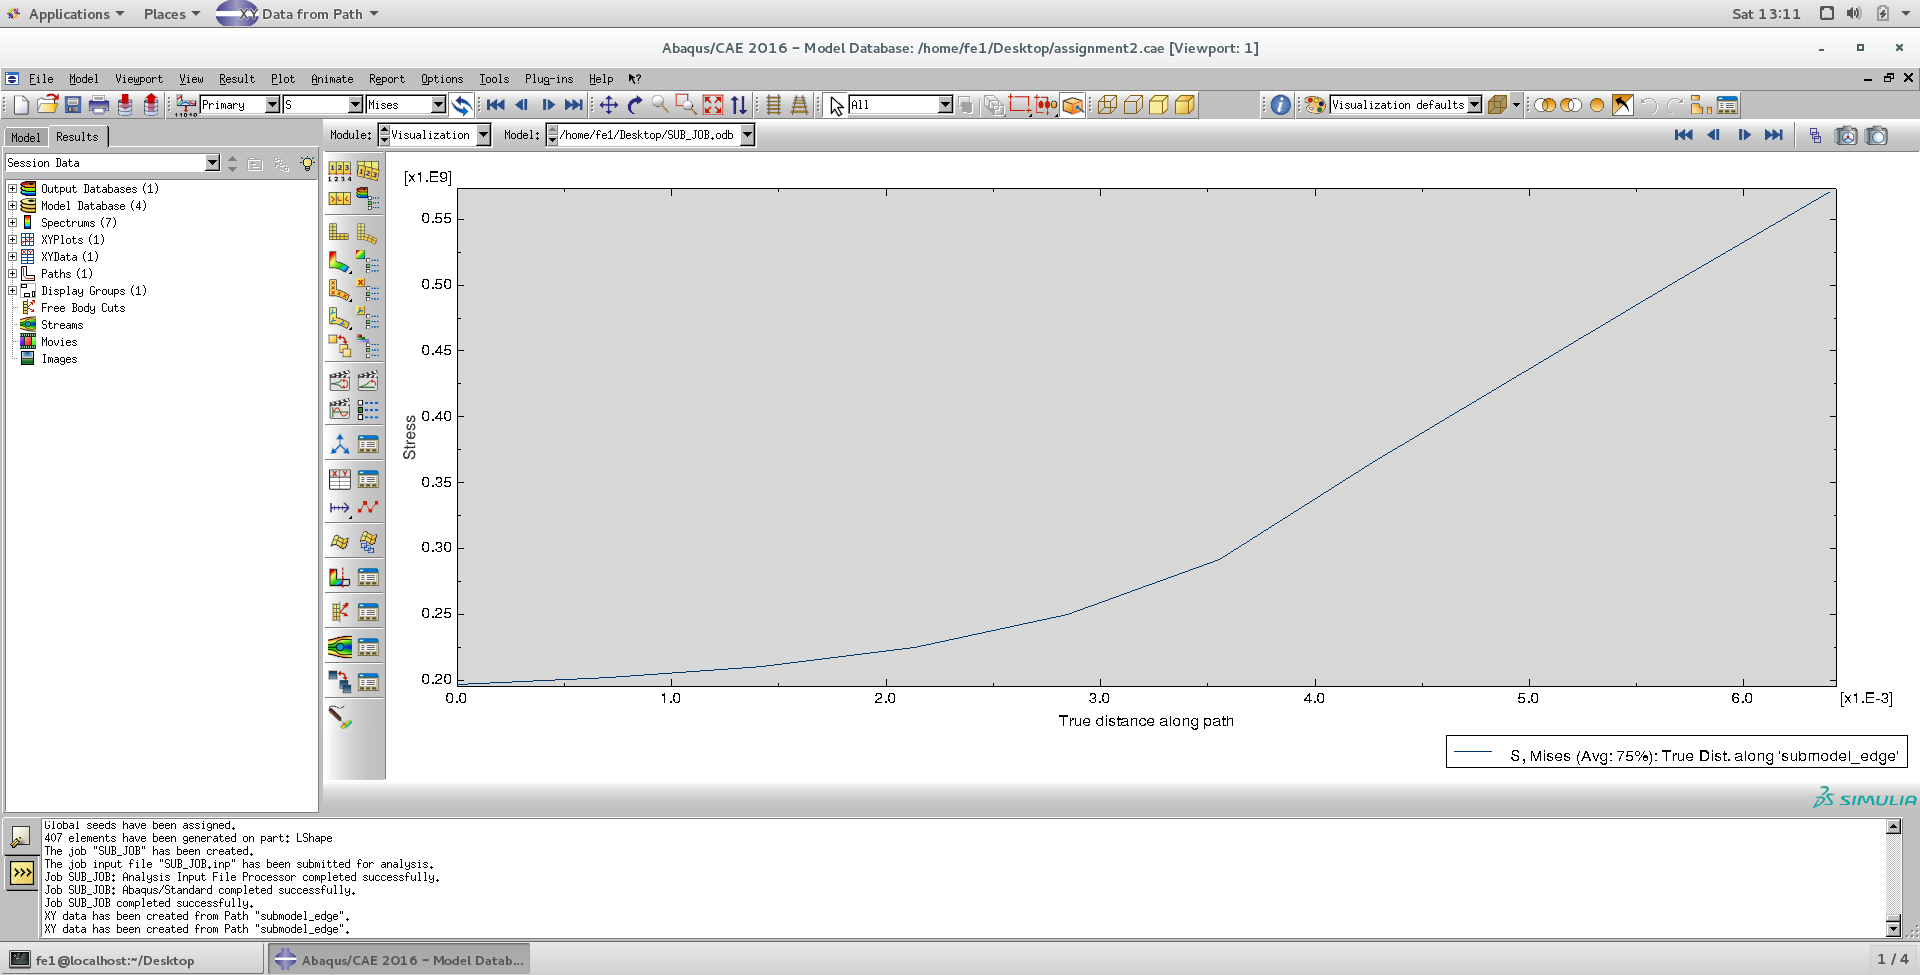 Applications Places XY Data from Path Sat 13:11
Abaqus/CAE 2016 - Model Database: /home/fe1/Desktop/assignment2.cae [Viewport: 1]
File Model Viewport View Result Plot Animate Report Options Tools Plug-ins Help
Primary S Mises All Visualization defaults
Model Results Module: Visualization Model: /home/fe1/Desktop/SUB_JOB.odb
Session Data
Output Databases (1)
Model Database (4)
Spectrums (7)
XYPlots (1)
XYData (1)
Paths (1)
Display Groups (1)
Free Body Cuts
Streams
Movies
Images
[x1.E9]
0.55
0.50
0.45
0.40
Stress
0.35
0.30
0.25
0.20
0.0 1.0 2.0 3.0 4.0 5.0 6.0 [x1.E-3]
True distance along path
S, Mises (Avg: 75%): True Dist. along 'submodel_edge'
SIMULIA
Global seeds have been assigned.
407 elements have been generated on part: LShape
The job "SUB_JOB" has been created.
The job input file "SUB_JOB.inp" has been submitted for analysis.
Job SUB_JOB: Analysis Input File Processor completed successfully.
Job SUB_JOB: Abaqus/Standard completed successfully.
Job SUB_JOB completed successfully.
XY data has been created from Path "submodel_edge".
XY data has been created from Path "submodel_edge".
fe1@localhost:~/Desktop Abaqus/CAE 2016 - Model Datab... 1 / 4